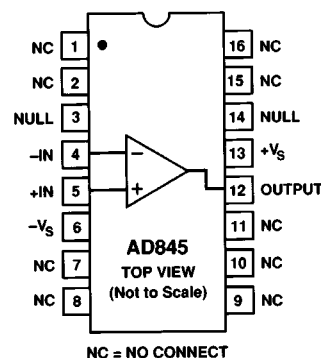 NC 1 16 NC
NC 2 15 NC
NULL 3 14 NULL
–IN 4 – 13 +VS
+IN 5 + 12 OUTPUT
–VS 6 11 NC
AD845
NC 7 TOP VIEW 10 NC
(Not to Scale)
NC 8 9 NC
NC = NO CONNECT